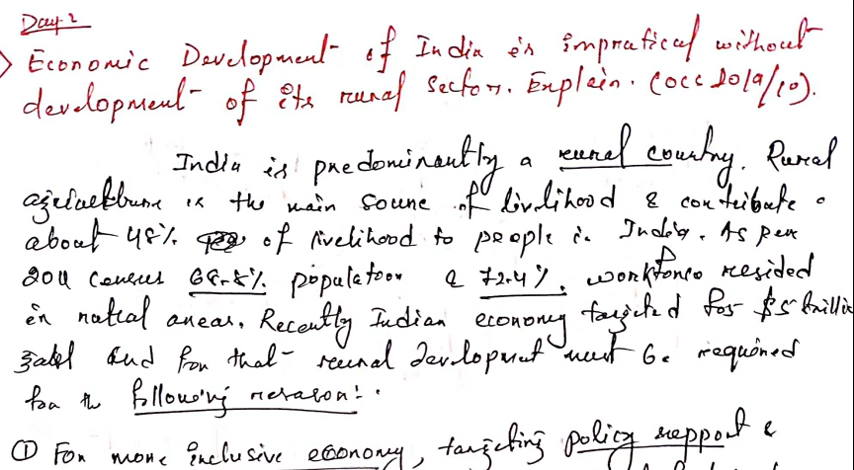 Day-2
Economic Development of India is impratical without
development of its rural sector. Explain. (OCS 2019/10).
India is predominantly a rural country. Rural
agricultture is the main source of livelihood & contribute
about 48% of livelihood to people in India. As per
2011 census 68.8% population & 72.4% workforce resided
in rural areas. Recently Indian economy targeted for $5 trillion
and for that rural development must be required
for the following reason:
① For more inclusive economy, targeting policy support &